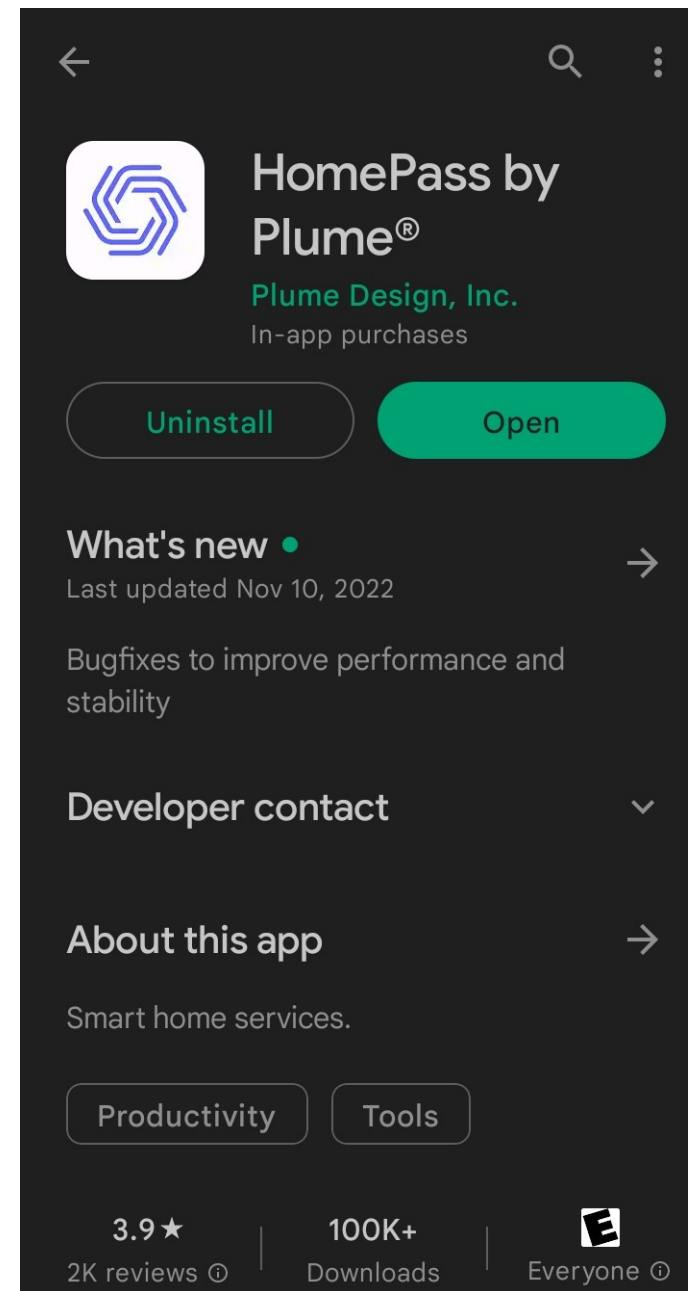 HomePass by
Plume®
Plume Design, Inc.
In-app purchases
Uninstall
Open
What's new
Last updated Nov 10, 2022
Bugfixes to improve performance and
stability
Developer contact
About this app
Smart home services.
Productivity
Tools
3.9★
100K+
E
2K reviews
Downloads
Everyone